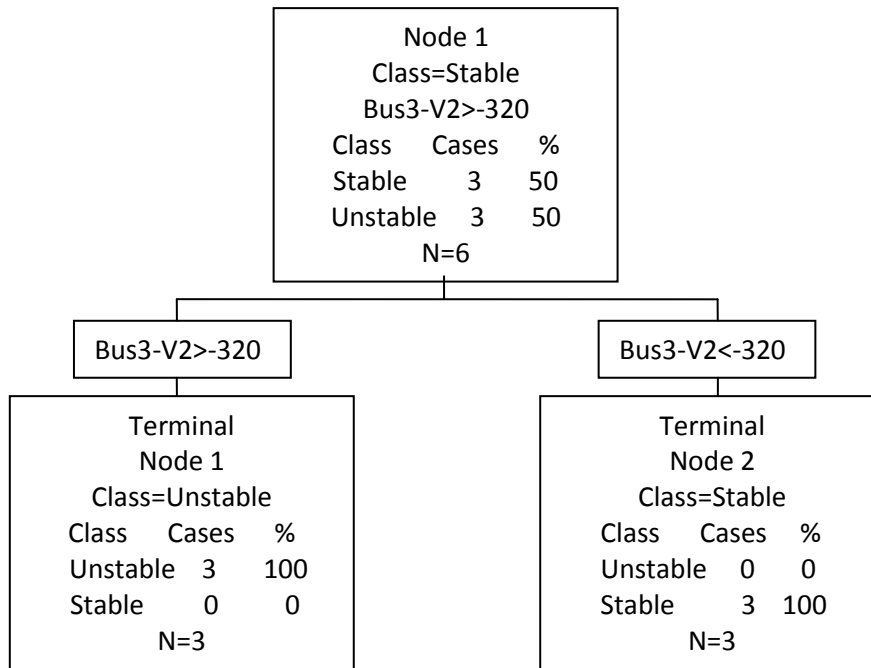 Node 1
Class=Stable
Bus3-V2>-320
Class Cases %
Stable 3 50
Unstable 3 50
N=6
Bus3-V2>-320
Bus3-V2<-320
Terminal
Node 1
Class=Unstable
Class Cases %
Unstable 3 100
Stable 0 0
N=3
Terminal
Node 2
Class=Stable
Class Cases %
Unstable 0 0
Stable 3 100
N=3